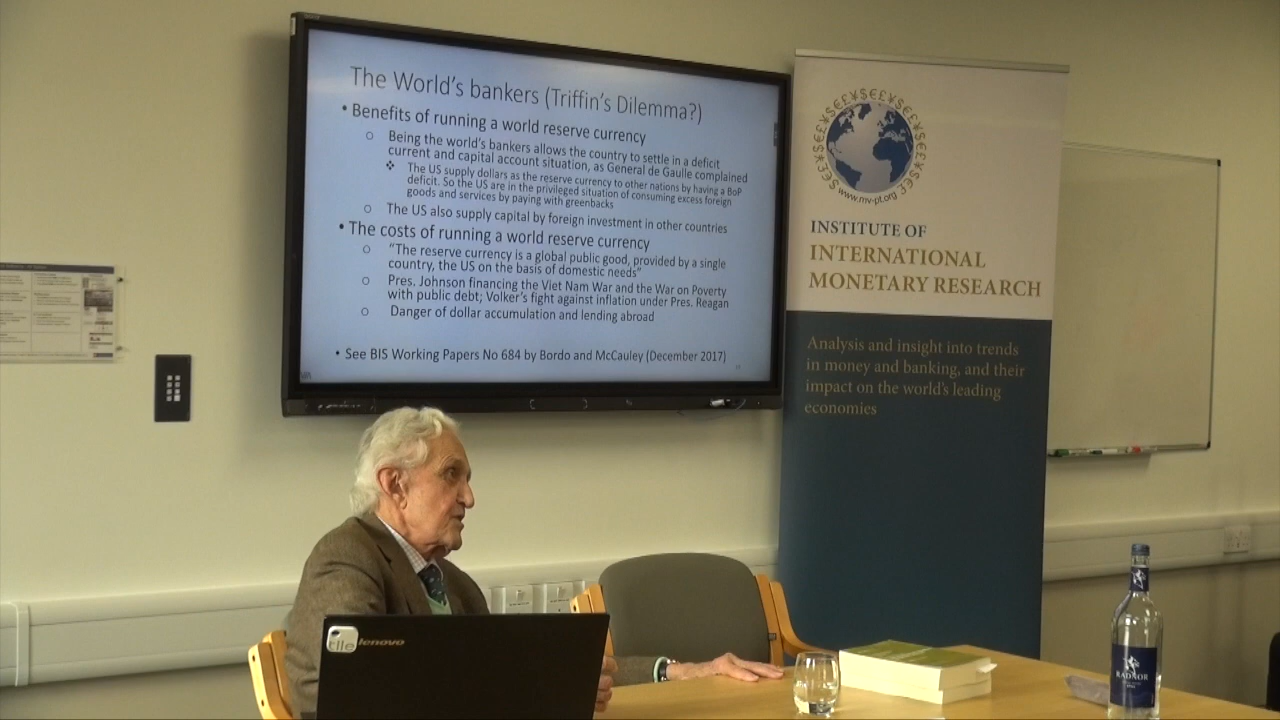 The World's bankers (Triffin's Dilemma?)
• Benefits of running a world reserve currency
o Being the world's bankers allows the country to settle in a deficit
current and capital account situation, as General de Gaulle complained
❖ The US supply dollars as the reserve currency to other nations by having a BoP
deficit. So the US are in the privileged situation of consuming excess foreign
goods and services by paying with greenbacks
o The US also supply capital by foreign investment in other countries
• The costs of running a world reserve currency
o "The reserve currency is a global public good, provided by a single
country, the US on the basis of domestic needs"
o Pres. Johnson financing the Viet Nam War and the War on Poverty
with public debt; Volker's fight against inflation under Pres. Reagan
o Danger of dollar accumulation and lending abroad
• See BIS Working Papers No 684 by Bordo and McCauley (December 2017)
www.mv-pt.org
INSTITUTE OF
INTERNATIONAL
MONETARY RESEARCH
Analysis and insight into trends
in money and banking, and their
impact on the world's leading
economies
tile
lenovo
RADNOR